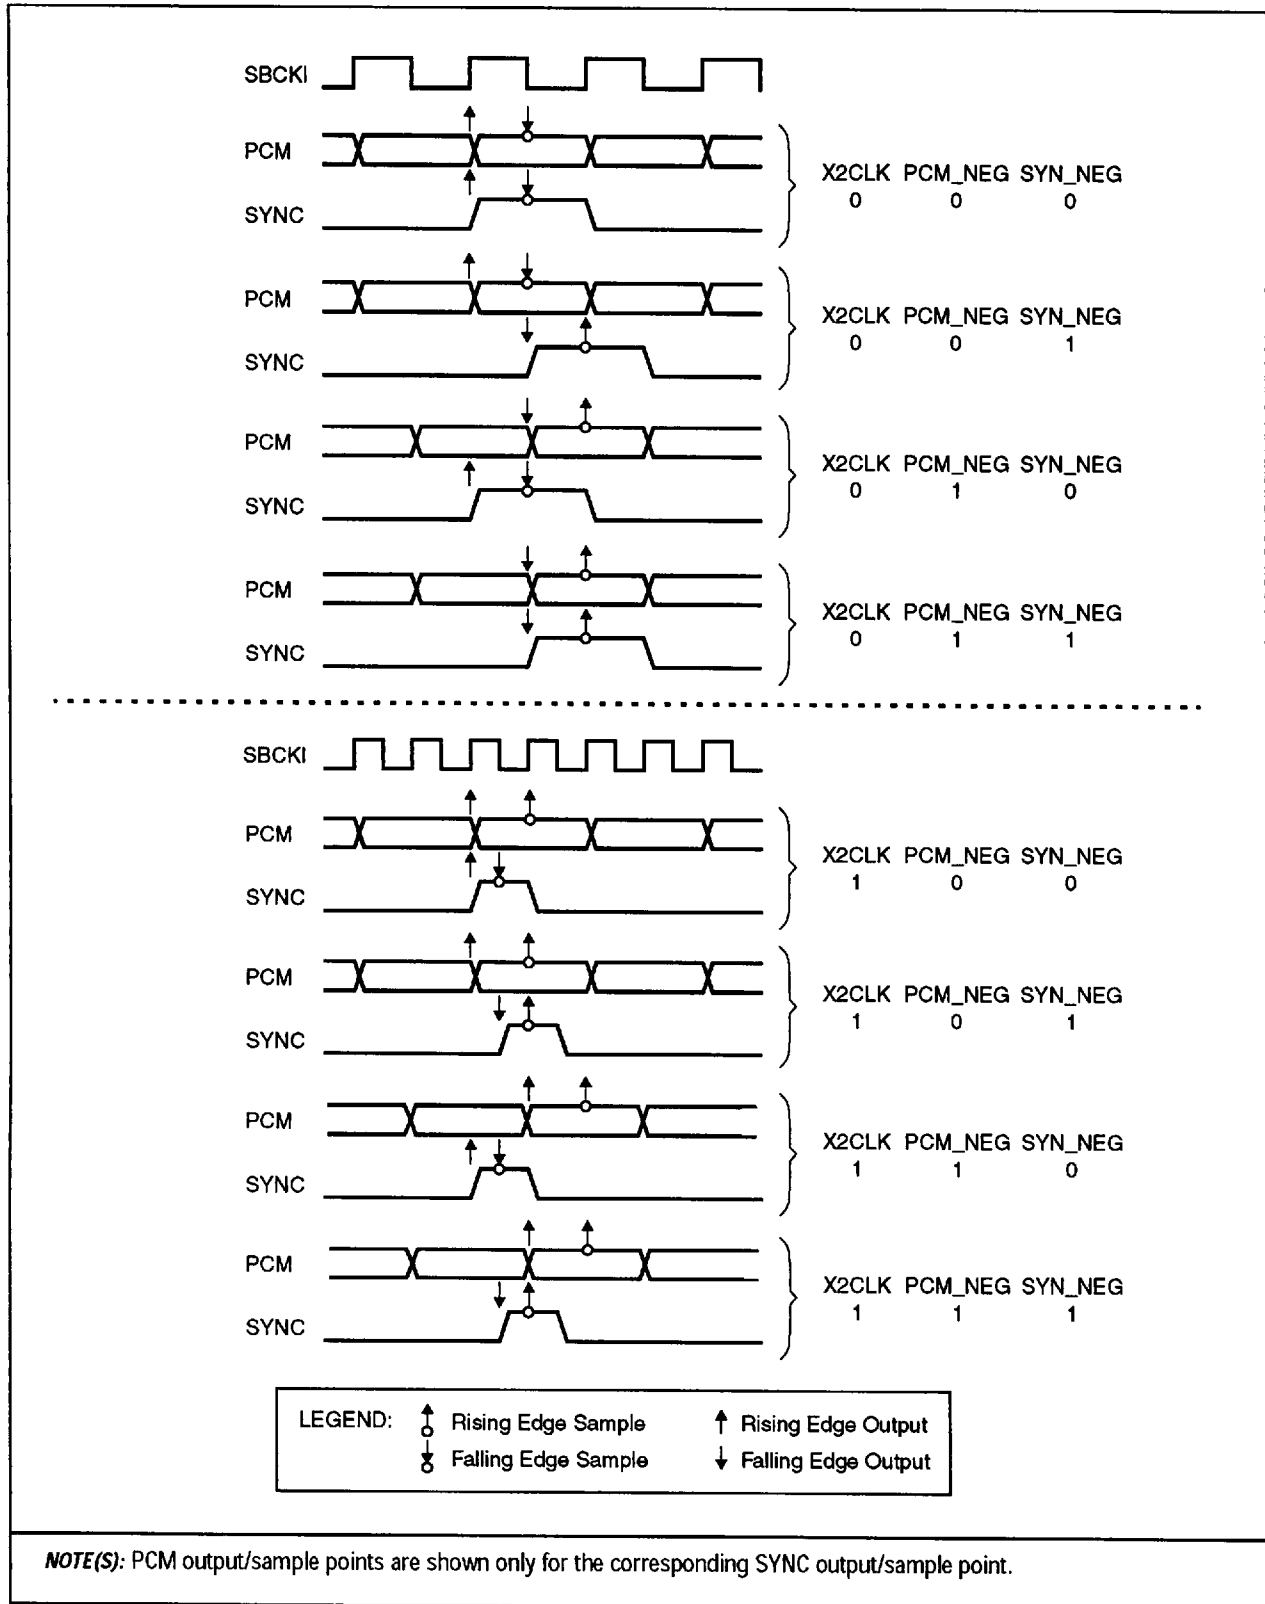 SBCKI
PCM
SYNC
X2CLK PCM_NEG SYN_NEG
0 0 0
PCM
SYNC
X2CLK PCM_NEG SYN_NEG
0 0 1
PCM
SYNC
X2CLK PCM_NEG SYN_NEG
0 1 0
PCM
SYNC
X2CLK PCM_NEG SYN_NEG
0 1 1
SBCKI
PCM
SYNC
X2CLK PCM_NEG SYN_NEG
1 0 0
PCM
SYNC
X2CLK PCM_NEG SYN_NEG
1 0 1
PCM
SYNC
X2CLK PCM_NEG SYN_NEG
1 1 0
PCM
SYNC
X2CLK PCM_NEG SYN_NEG
1 1 1
LEGEND: Rising Edge Sample Rising Edge Output
Falling Edge Sample Falling Edge Output
NOTE(S): PCM output/sample points are shown only for the corresponding SYNC output/sample point.